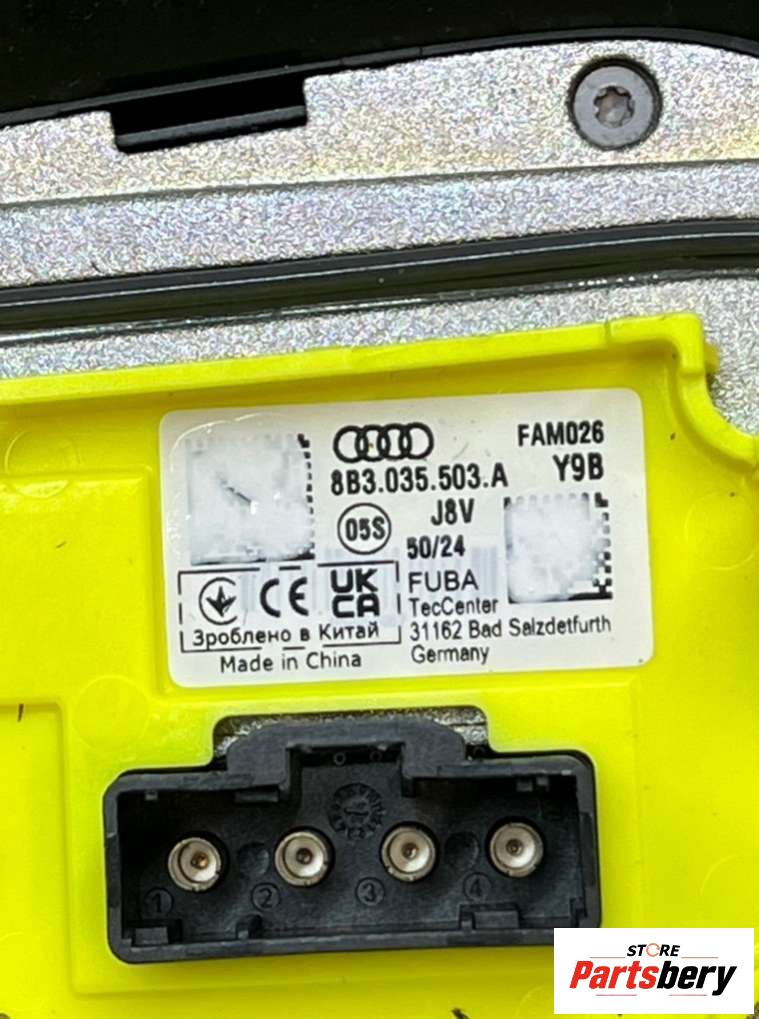 8B3.035.503.A
FAM026
Y9B
05S
J8V
50/24
CE
UK
CA
FUBA
TecCenter
31162 Bad Salzdetfurth
Germany
Зроблено в Китай
Made in China
1
2
3
4
STORE
Partsbery